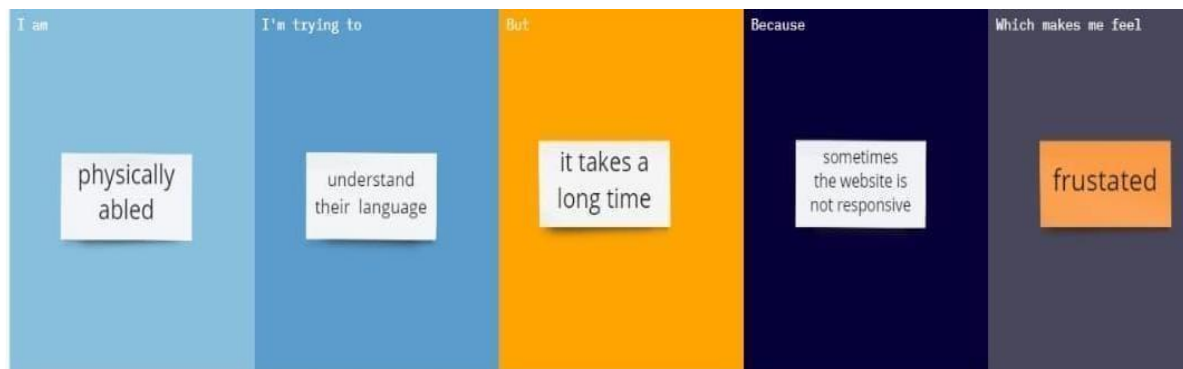 I am
physically
abled
I'm trying to
understand
their language
But
it takes a
long time
Because
sometimes
the website is
not responsive
Which makes me feel
frustated